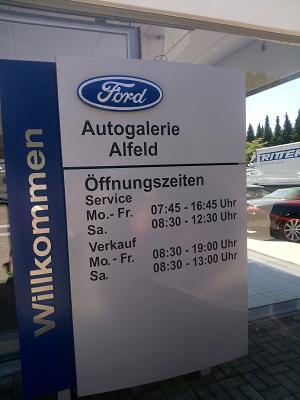 Willkommen
Ford
Autogalerie
Alfeld
Öffnungszeiten
Service
Mo.- Fr. 07:45 - 16:45 Uhr
Sa. 08:30 - 12:30 Uhr
Verkauf
Mo.- Fr. 08:30 - 19:00 Uhr
Sa. 08:30 - 13:00 Uhr
RITTER